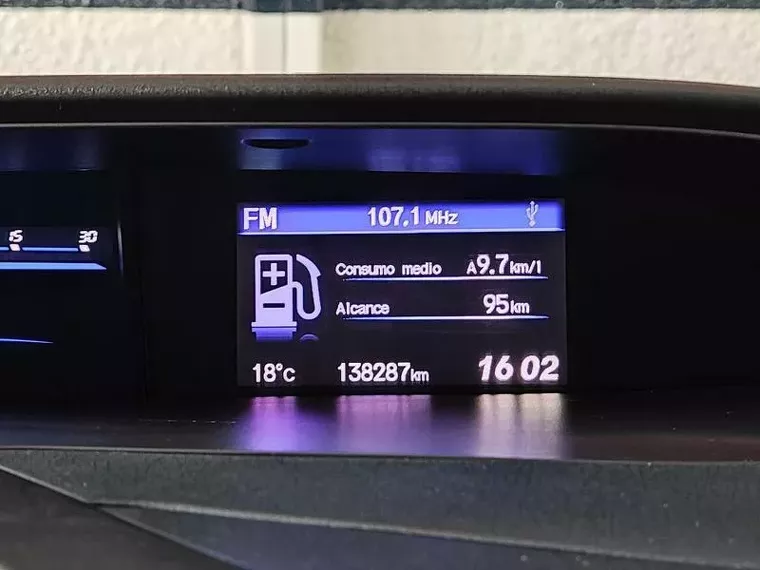 FM 107.1 MHz
15 30
Consumo medio A9.7km/l
Alcance 95km
18°C 138287km 16 02